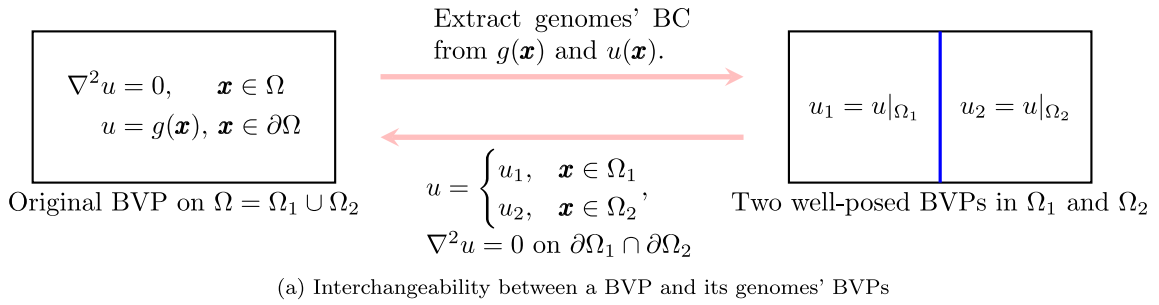 Extract genomes' BC
from g(𝒙) and u(𝒙).
∇²u = 0, 𝒙 ∈ Ω
u = g(𝒙), 𝒙 ∈ ∂Ω
Original BVP on Ω = Ω₁ ∪ Ω₂
u = { u₁, 𝒙 ∈ Ω₁
u₂, 𝒙 ∈ Ω₂ ,
∇²u = 0 on ∂Ω₁ ∩ ∂Ω₂
u₁ = u|Ω₁ u₂ = u|Ω₂
Two well-posed BVPs in Ω₁ and Ω₂
(a) Interchangeability between a BVP and its genomes' BVPs